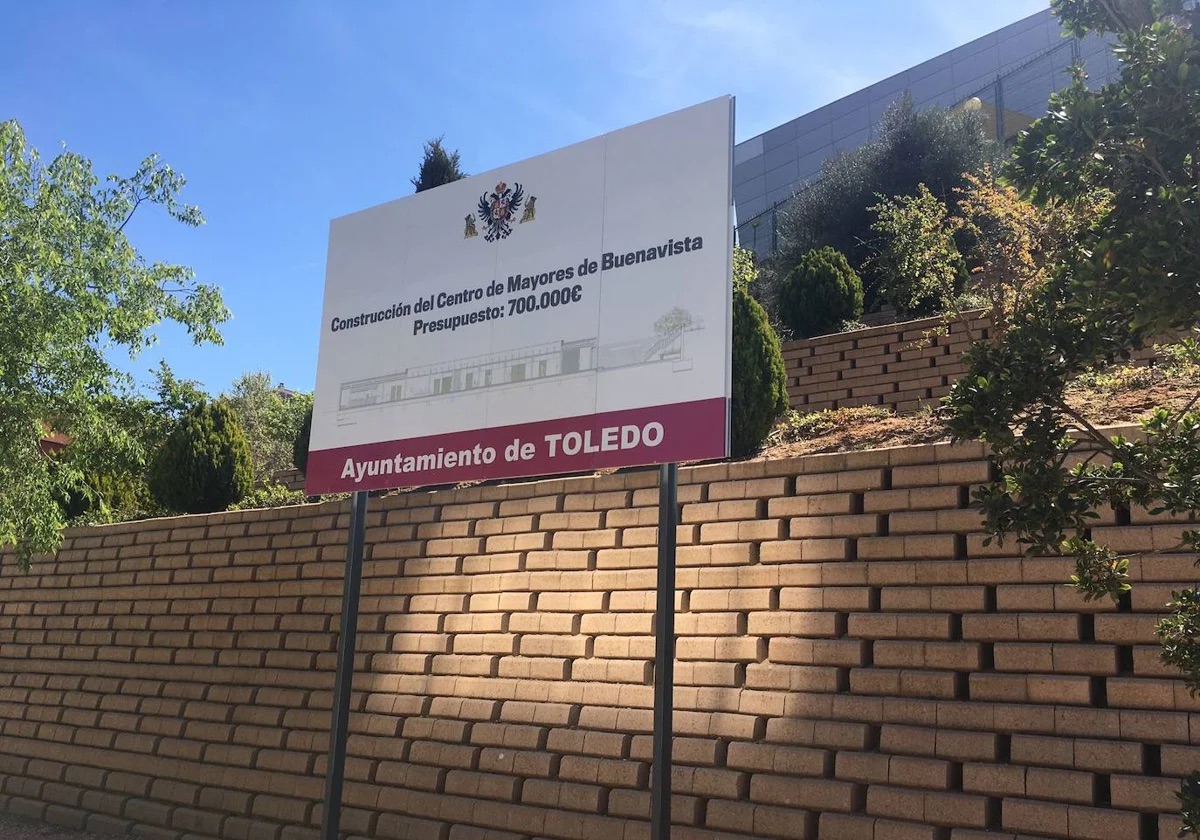 Construcción del Centro de Mayores de Buenavista
Presupuesto: 700.000€
Ayuntamiento de TOLEDO